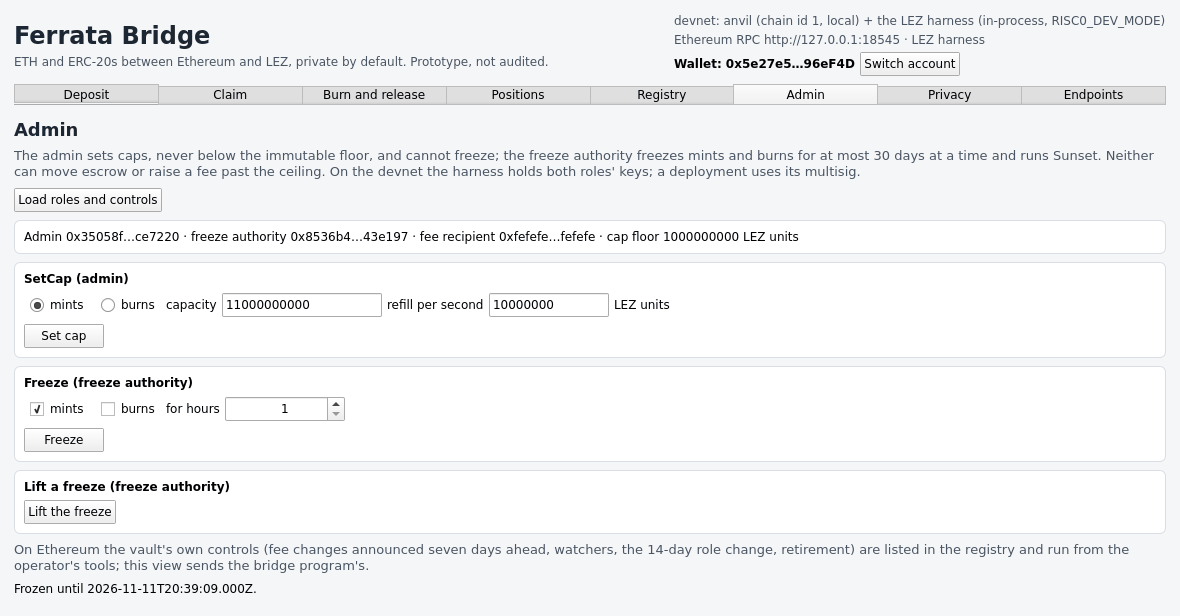 Ferrata Bridge
ETH and ERC-20s between Ethereum and LEZ, private by default. Prototype, not audited.
devnet: anvil (chain id 1, local) + the LEZ harness (in-process, RISC0_DEV_MODE)
Ethereum RPC http://127.0.0.1:18545 · LEZ harness
Wallet: 0x5e27e5…96eF4D Switch account
Deposit Claim Burn and release Positions Registry Admin Privacy Endpoints
Admin
The admin sets caps, never below the immutable floor, and cannot freeze; the freeze authority freezes mints and burns for at most 30 days at a time and runs Sunset. Neither
can move escrow or raise a fee past the ceiling. On the devnet the harness holds both roles' keys; a deployment uses its multisig.
Load roles and controls
Admin 0x35058f…ce7220 · freeze authority 0x8536b4…43e197 · fee recipient 0xfefefe…fefefe · cap floor 1000000000 LEZ units
SetCap (admin)
mints burns capacity 11000000000 refill per second 10000000 LEZ units
Set cap
Freeze (freeze authority)
mints burns for hours 1
Freeze
Lift a freeze (freeze authority)
Lift the freeze
On Ethereum the vault's own controls (fee changes announced seven days ahead, watchers, the 14-day role change, retirement) are listed in the registry and run from the
operator's tools; this view sends the bridge program's.
Frozen until 2026-11-11T20:39:09.000Z.